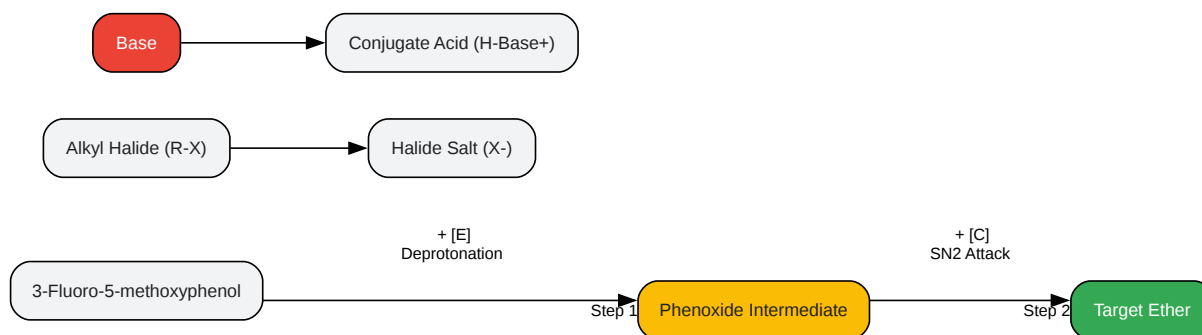 Base
Conjugate Acid (H-Base+)
Alkyl Halide (R-X)
Halide Salt (X-)
+ [E]
Deprotonation
+ [C]
SN2 Attack
3-Fluoro-5-methoxyphenol
Step 1
Phenoxide Intermediate
Step 2
Target Ether